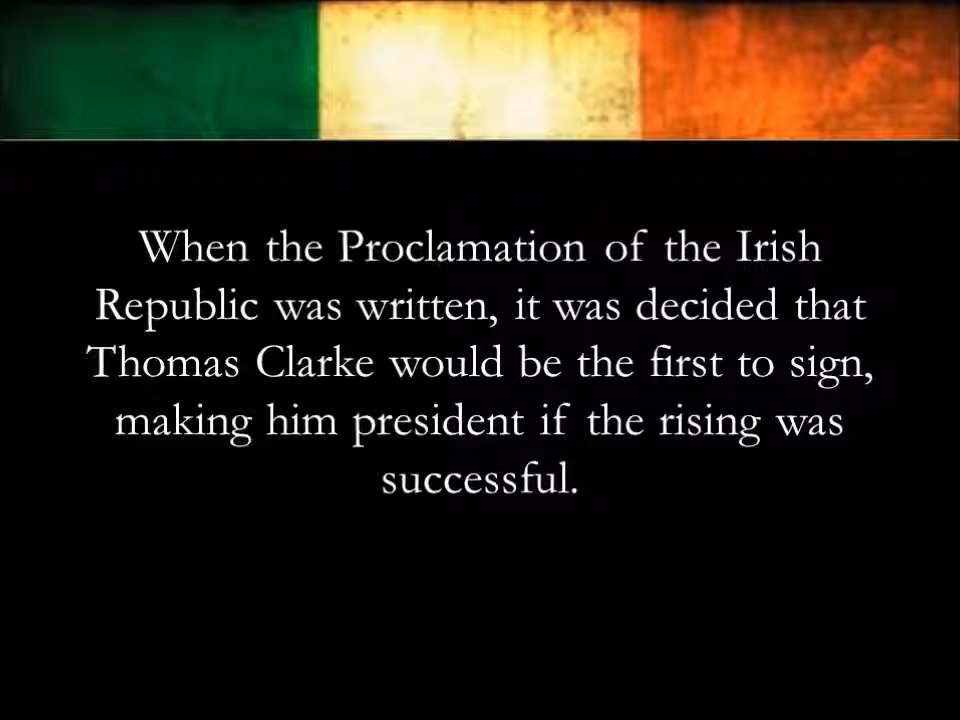 When the Proclamation of the Irish
Republic was written, it was decided that
Thomas Clarke would be the first to sign,
making him president if the rising was
successful.